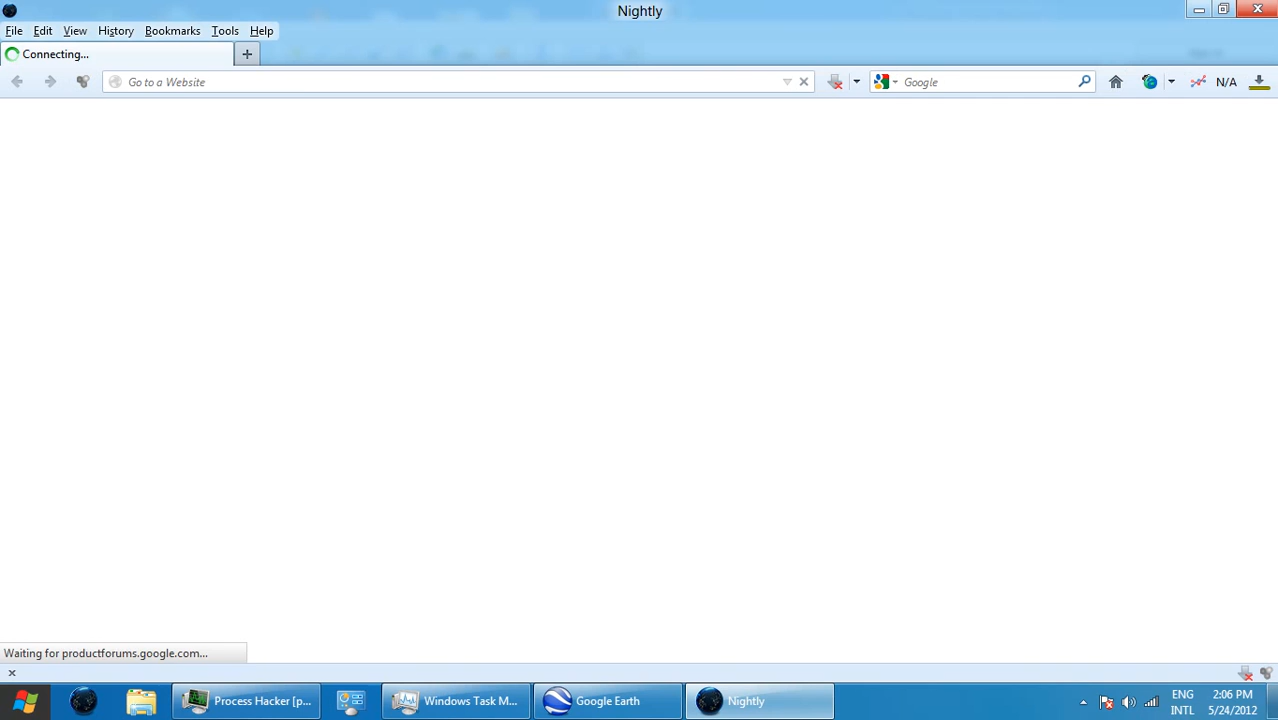 Nightly
File Edit View History Bookmarks Tools Help
Connecting...
Go to a Website
Google
N/A
Waiting for productforums.google.com...
Process Hacker [p...
Windows Task M...
Google Earth
Nightly
ENG
INTL
2:06 PM
5/24/2012